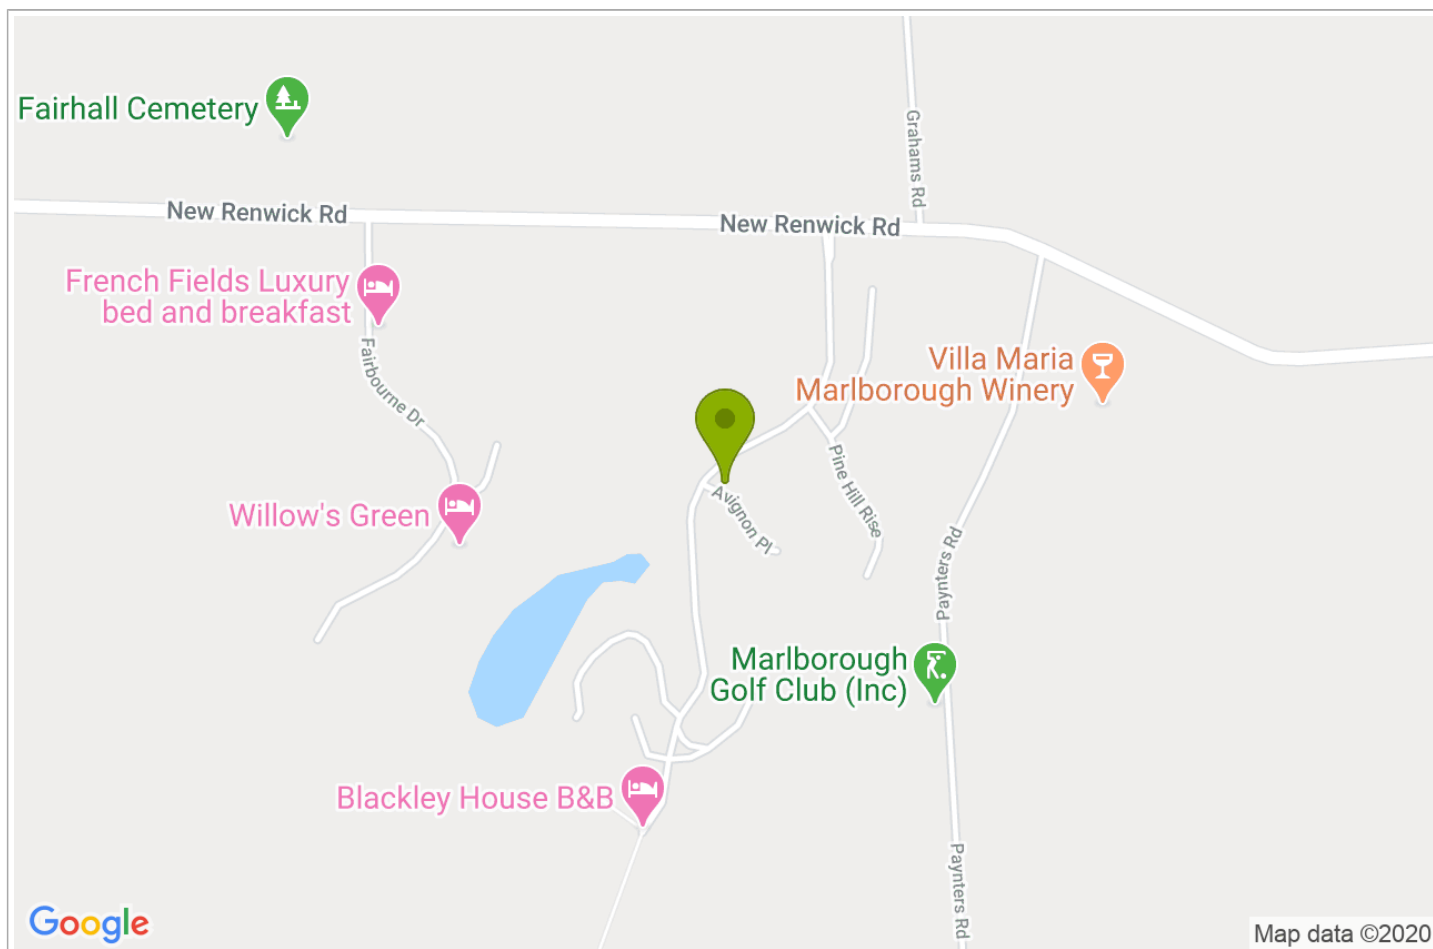 Fairhall Cemetery
Grahams Rd
New Renwick Rd
New Renwick Rd
French Fields Luxury
bed and breakfast
Fairbourne Dr
Villa Maria
Marlborough Winery
Pine Hill Rise
Avignon Pl
Willow's Green
Paynters Rd
Marlborough
Golf Club (Inc)
Blackley House B&B
Paynters Rd
Google
Map data ©2020